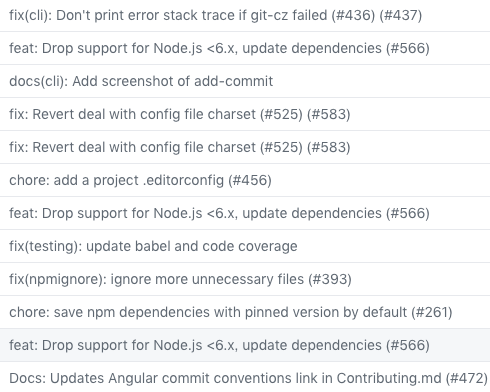 fix(cli): Don't print error stack trace if git-cz failed (#436) (#437)
feat: Drop support for Node.js <6.x, update dependencies (#566)
docs(cli): Add screenshot of add-commit
fix: Revert deal with config file charset (#525) (#583)
fix: Revert deal with config file charset (#525) (#583)
chore: add a project .editorconfig (#456)
feat: Drop support for Node.js <6.x, update dependencies (#566)
fix(testing): update babel and code coverage
fix(npmignore): ignore more unnecessary files (#393)
chore: save npm dependencies with pinned version by default (#261)
feat: Drop support for Node.js <6.x, update dependencies (#566)
Docs: Updates Angular commit conventions link in Contributing.md (#472)